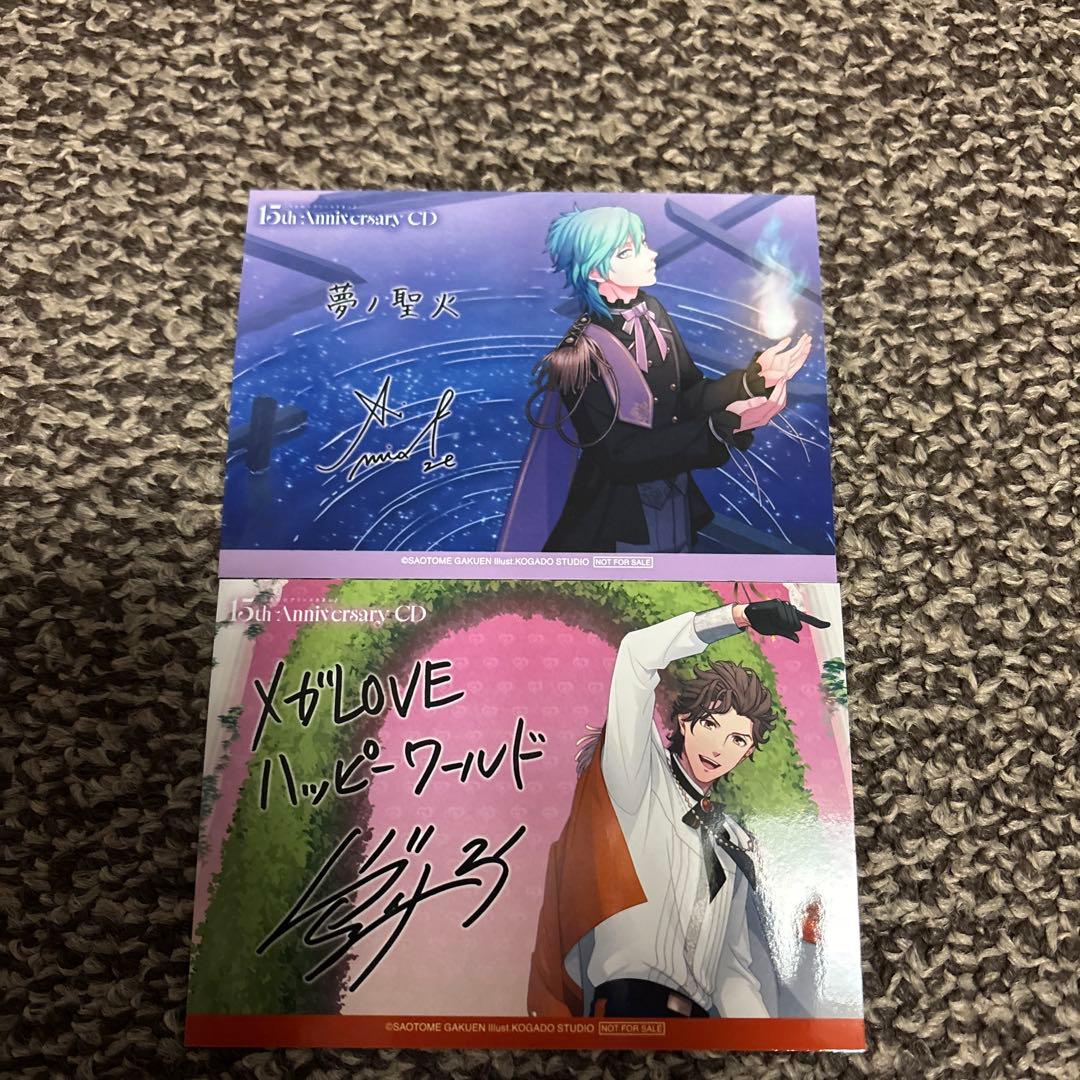 15th Anniversary CD
夢ノ聖火
©SAOTOME GAKUEN Illust.KOGADO STUDIO NOT FOR SALE
15th Anniversary CD
メガLOVE
ハッピーワールド
©SAOTOME GAKUEN Illust.KOGADO STUDIO NOT FOR SALE